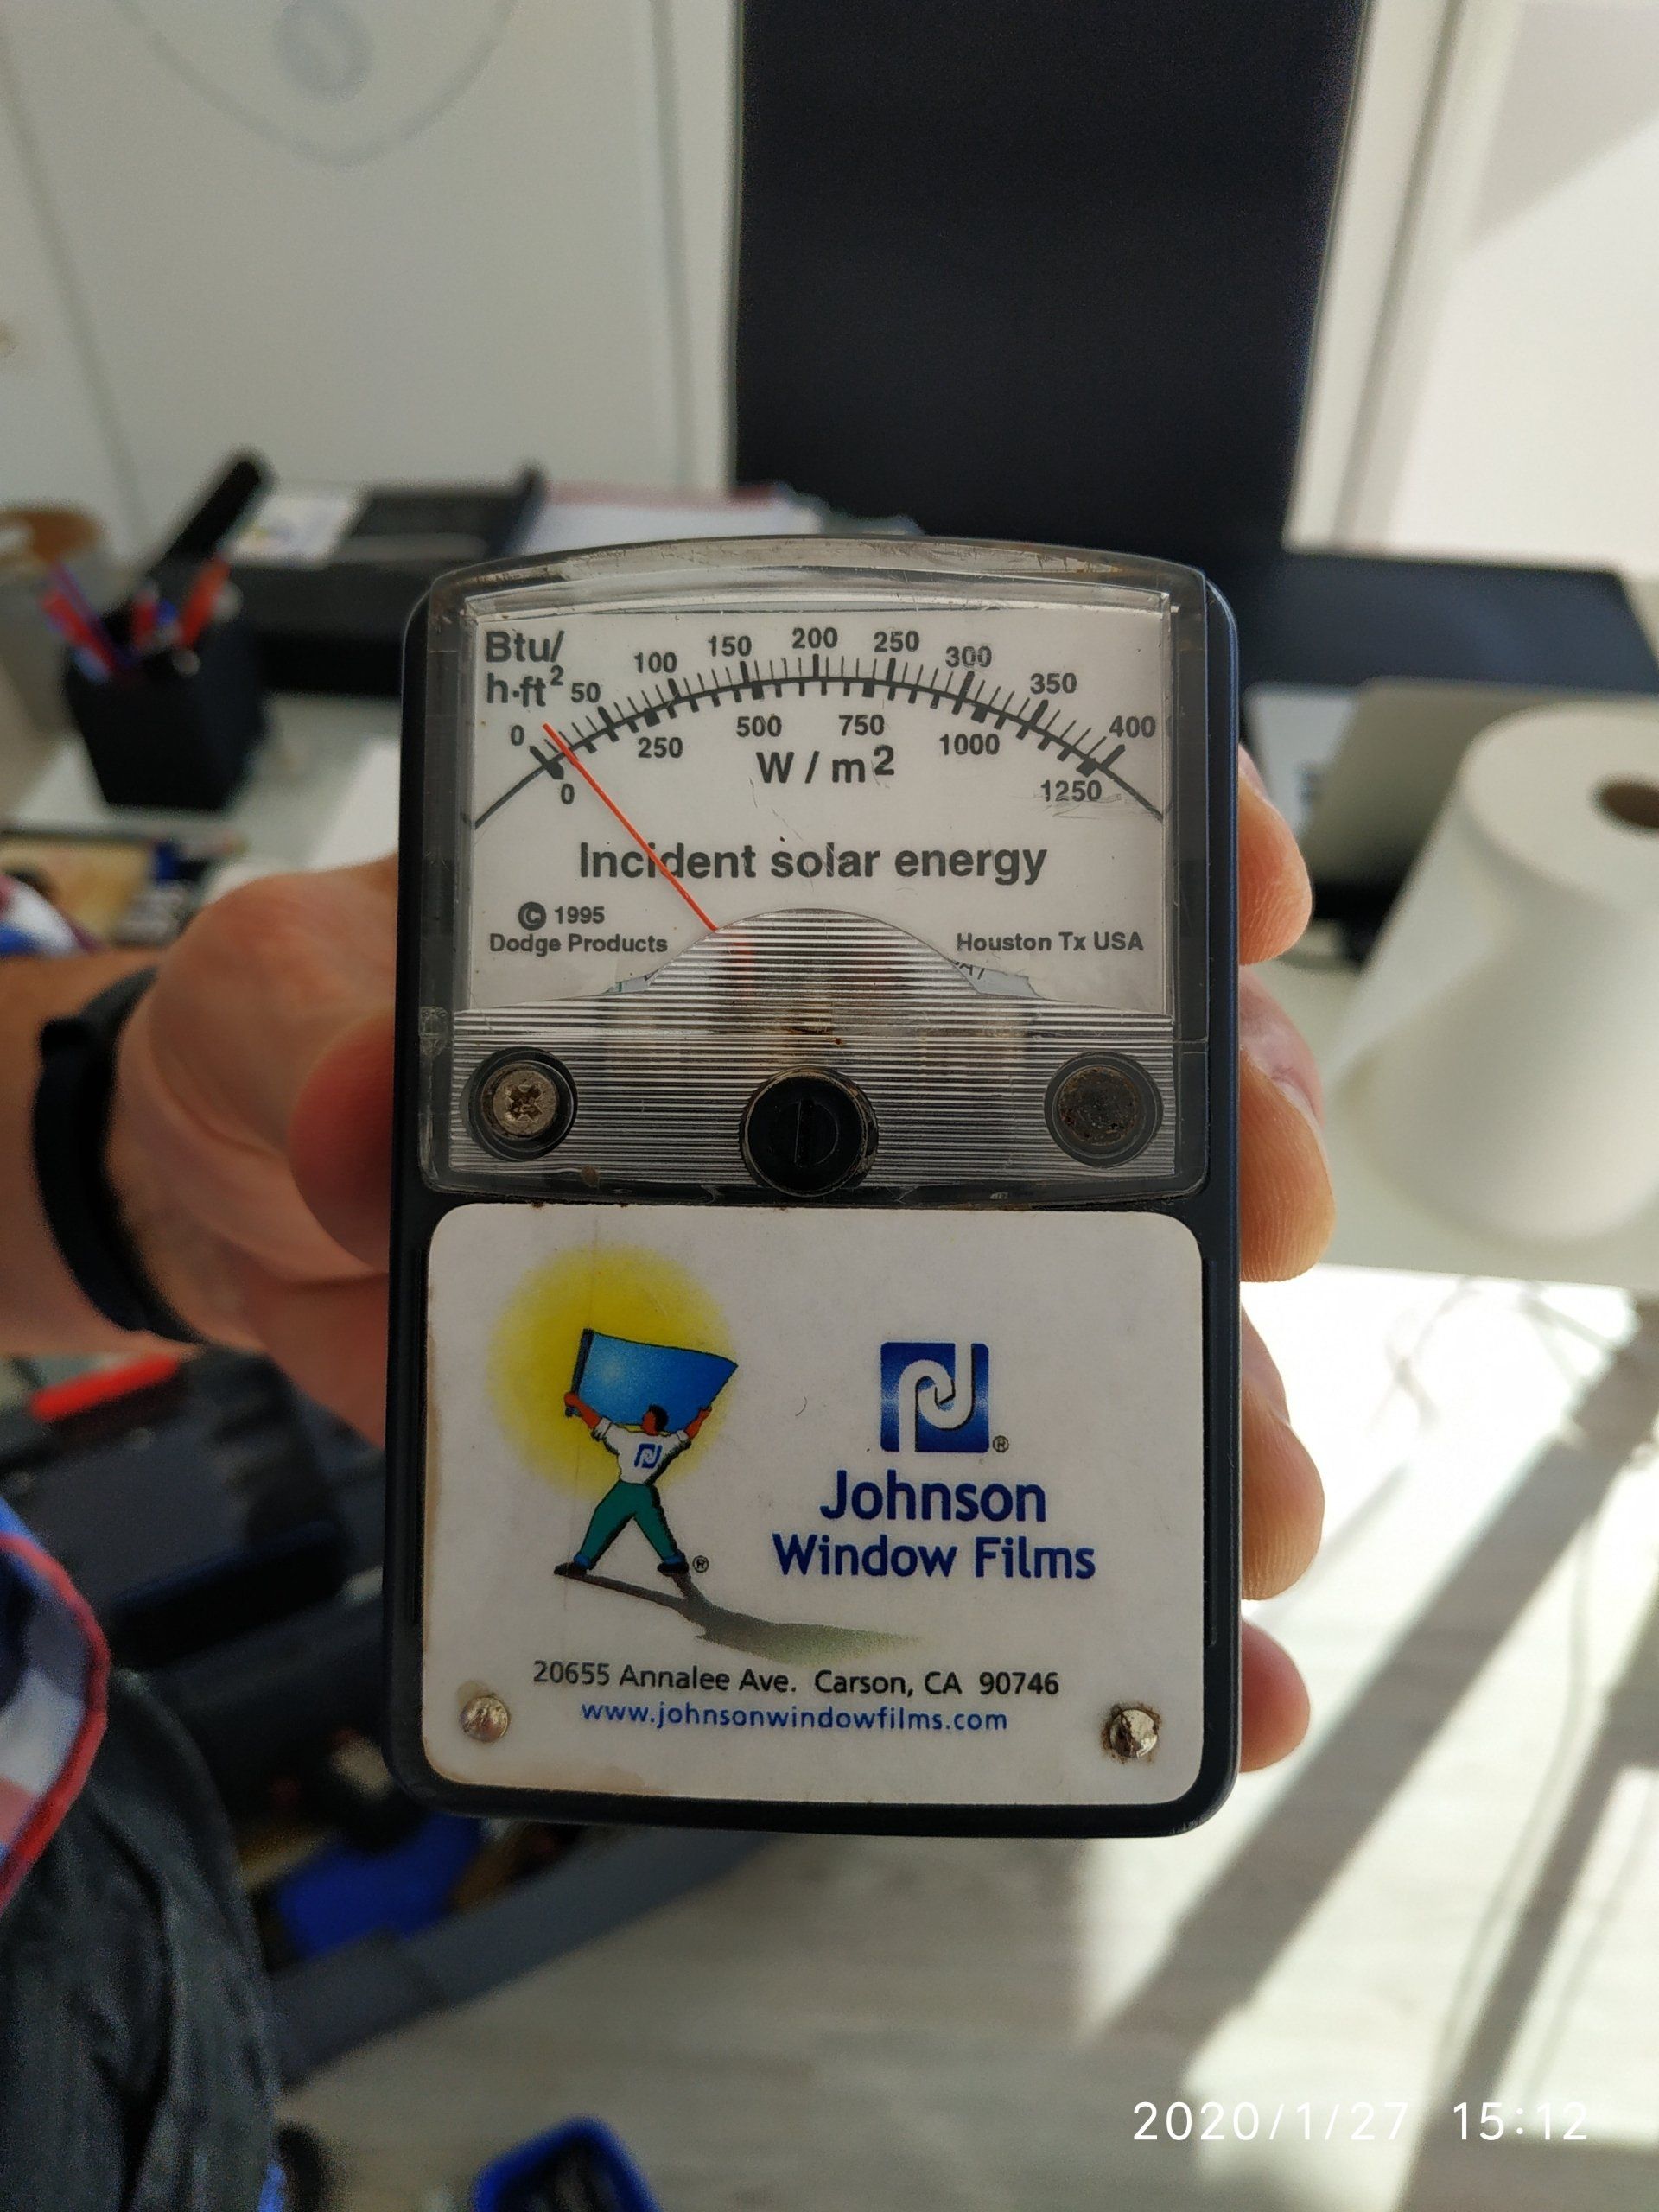 Btu/
h·ft²
0 50 100 150 200 250 300 350 400
0 250 500 750 1000 1250
W / m2
Incident solar energy
© 1995
Dodge Products
Houston Tx USA
®
Johnson
Window Films
®
20655 Annalee Ave. Carson, CA 90746
www.johnsonwindowfilms.com
2020/1/27 15:12